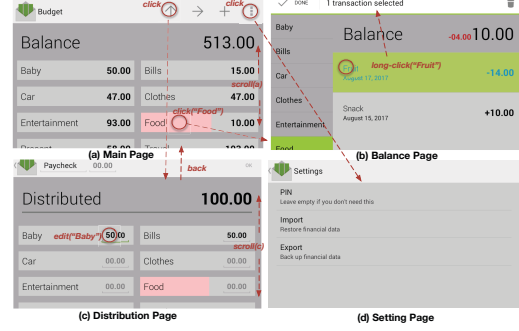 Budget
click
click
Balance 513.00
Baby 50.00 Bills 15.00
scroll(a)
Car 47.00 Clothes 47.00
click("Food")
Entertainment 93.00 Food 10.00
(a) Main Page
DONE 1 transaction selected
Baby
Bills
Car
Clothes
Entertainment
Food
Balance -04.00 10.00
Fruit
August 17, 2017
long-click("Fruit")
-14.00
Snack
August 15, 2017
+10.00
(b) Balance Page
Paycheck 00.00
OK
back
Distributed 100.00
Baby edit("Baby") 50.00 Bills 50.00
scroll(c)
Car 00.00 Clothes 00.00
Entertainment 00.00 Food 00.00
(c) Distribution Page
Settings
PIN
Leave empty if you don't need this
Import
Restore financial data
Export
Back up financial data
(d) Setting Page